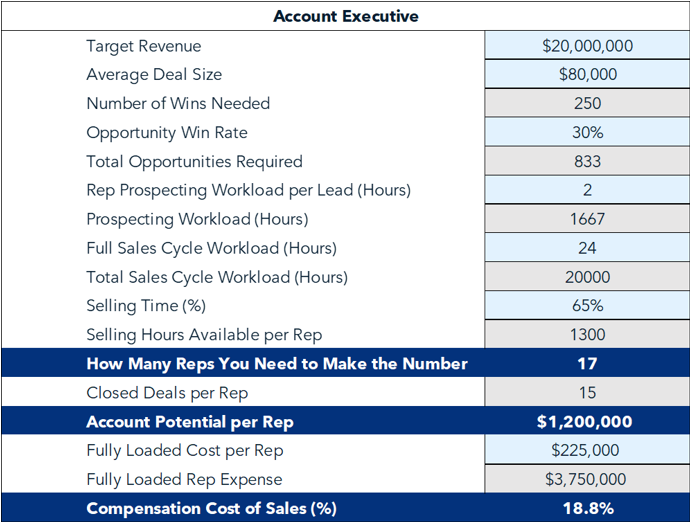 Account Executive
Target Revenue $20,000,000
Average Deal Size $80,000
Number of Wins Needed 250
Opportunity Win Rate 30%
Total Opportunities Required 833
Rep Prospecting Workload per Lead (Hours) 2
Prospecting Workload (Hours) 1667
Full Sales Cycle Workload (Hours) 24
Total Sales Cycle Workload (Hours) 20000
Selling Time (%) 65%
Selling Hours Available per Rep 1300
How Many Reps You Need to Make the Number 17
Closed Deals per Rep 15
Account Potential per Rep $1,200,000
Fully Loaded Cost per Rep $225,000
Fully Loaded Rep Expense $3,750,000
Compensation Cost of Sales (%) 18.8%